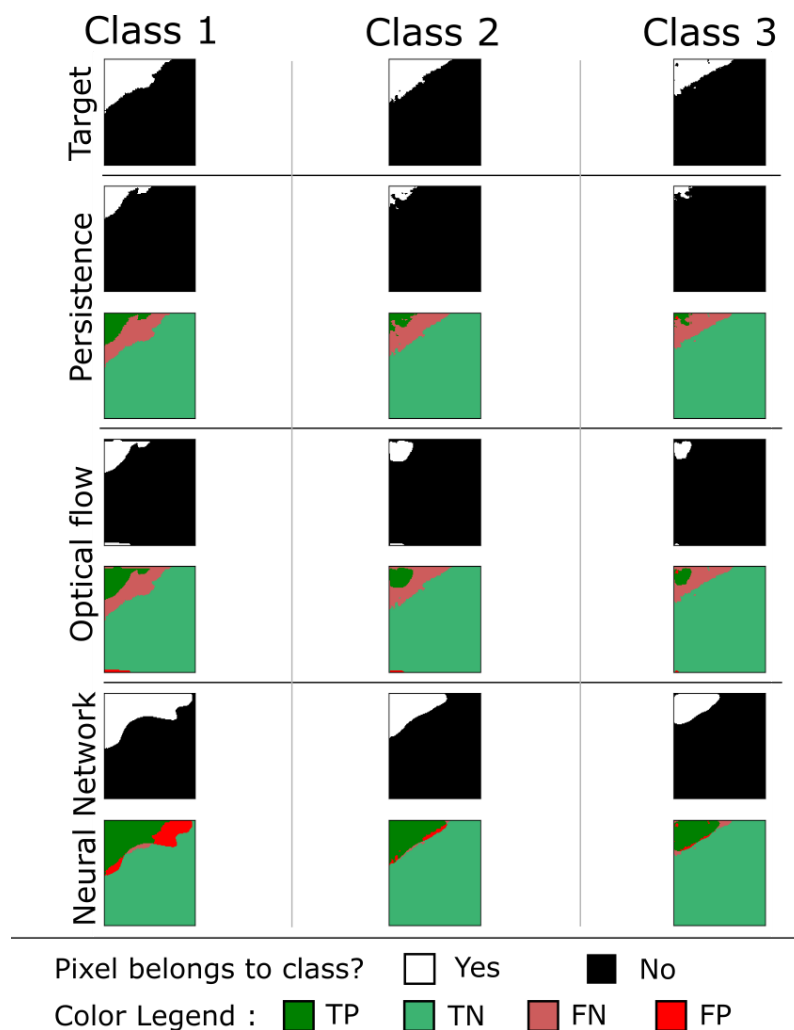 Class 1 Class 2 Class 3
Target
Persistence
Optical flow
Neural Network
Pixel belongs to class? Yes No
Color Legend : TP TN FN FP